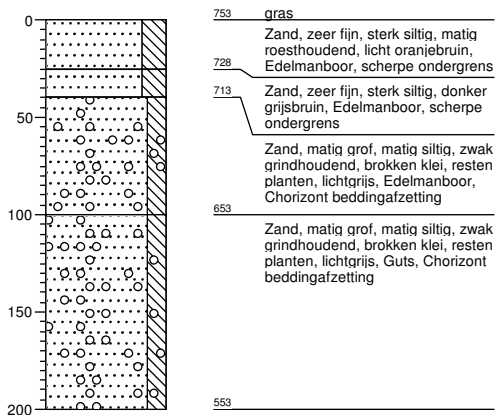 0
50
100
150
200
753
gras
Zand, zeer fijn, sterk siltig, matig
roesthoudend, licht oranjebruin,
Edelmanboor, scherpe ondergrens
728
Zand, zeer fijn, sterk siltig, donker
grijsbruin, Edelmanboor, scherpe
ondergrens
713
Zand, matig grof, matig siltig, zwak
grindhoudend, brokken klei, resten
planten, lichtgrijs, Edelmanboor,
Chorizont beddingafzetting
653
Zand, matig grof, matig siltig, zwak
grindhoudend, brokken klei, resten
planten, lichtgrijs, Guts, Chorizont
beddingafzetting
553